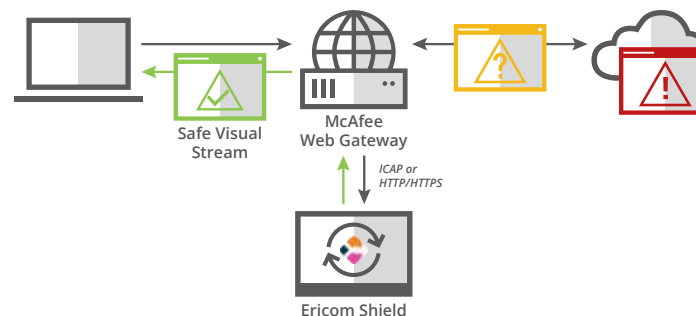 Safe Visual
Stream
McAfee
Web Gateway
ICAP or
HTTP/HTTPS
Ericom Shield
?
!